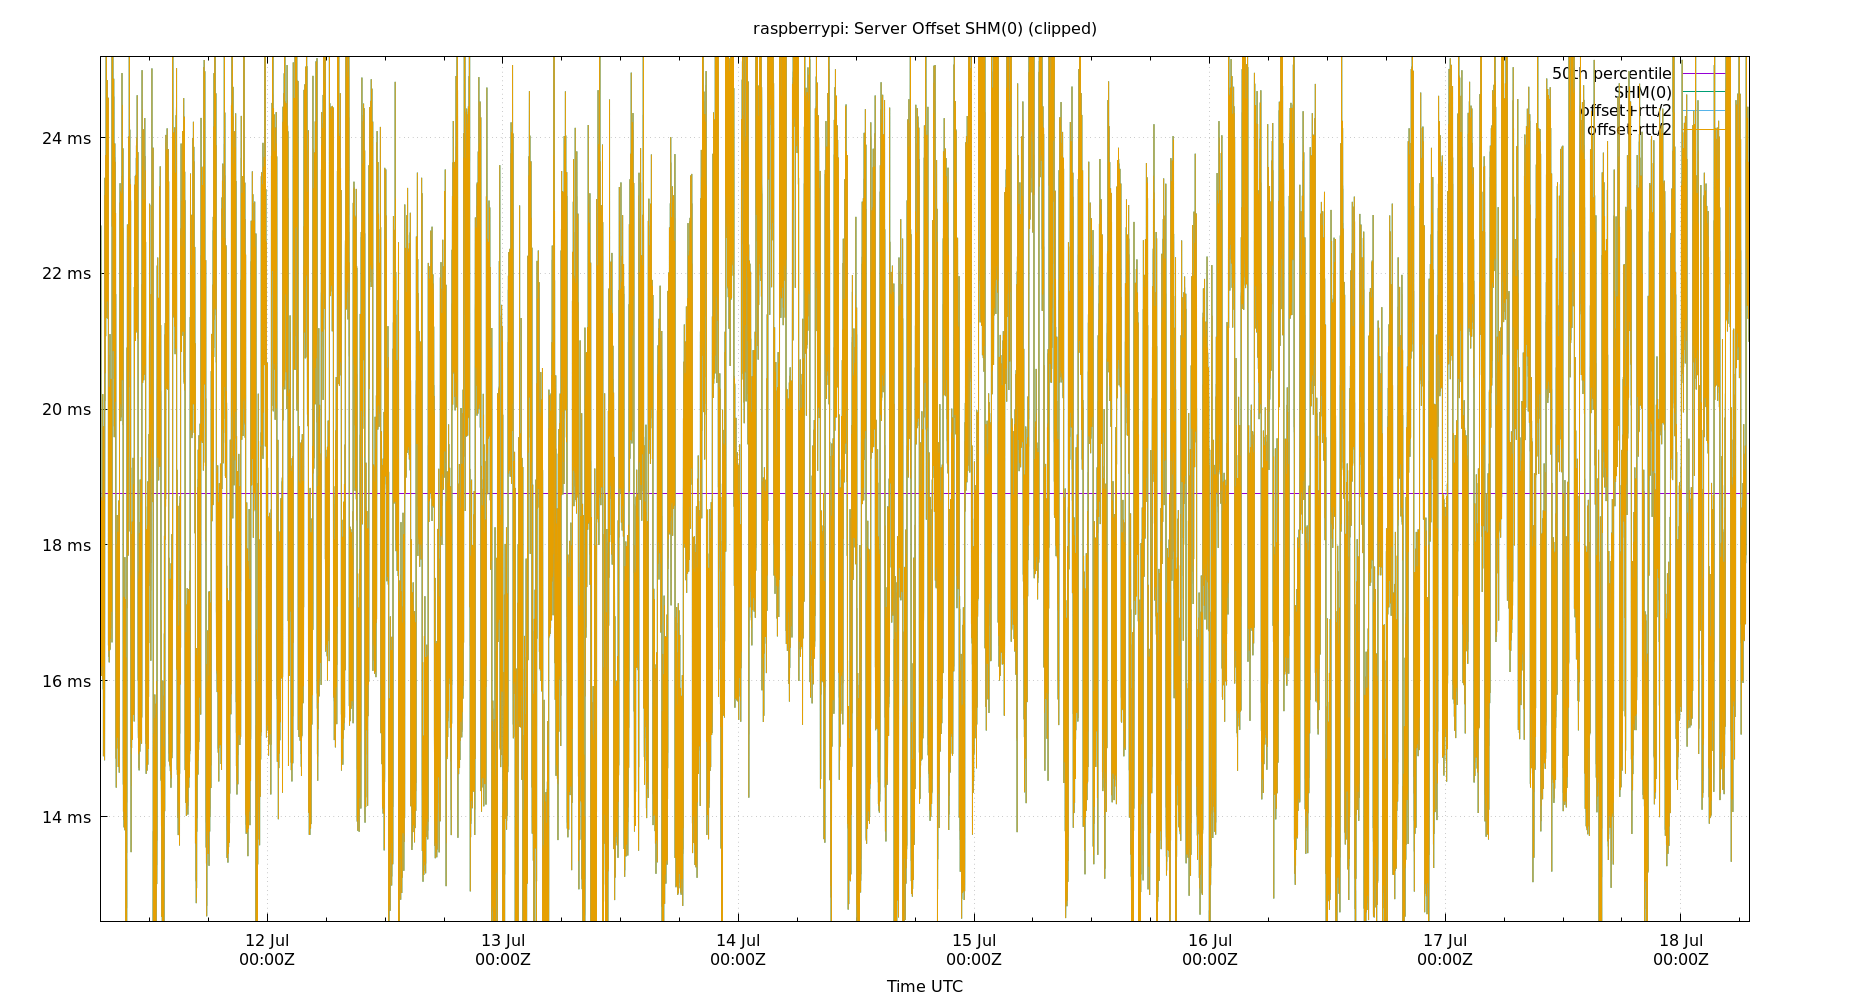 raspberrypi: Server Offset SHM(0) (clipped)
50th percentile
SHM(0)
offset+rtt/2
offset-rtt/2
24 ms
22 ms
20 ms
18 ms
16 ms
14 ms
12 Jul 13 Jul 14 Jul 15 Jul 16 Jul 17 Jul 18 Jul
00:00Z 00:00Z 00:00Z 00:00Z 00:00Z 00:00Z 00:00Z
Time UTC